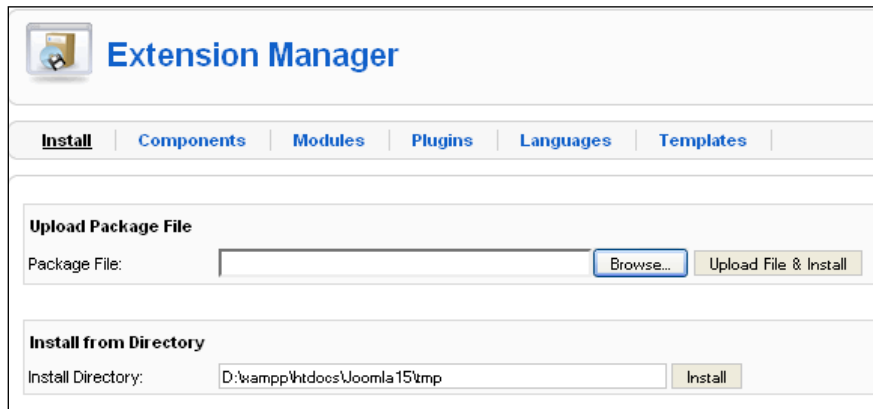 Extension Manager
Install Components Modules Plugins Languages Templates
Upload Package File
Package File: Browse... Upload File & Install
Install from Directory
Install Directory: D:\xampp\htdocs\Joomla15\tmp Install